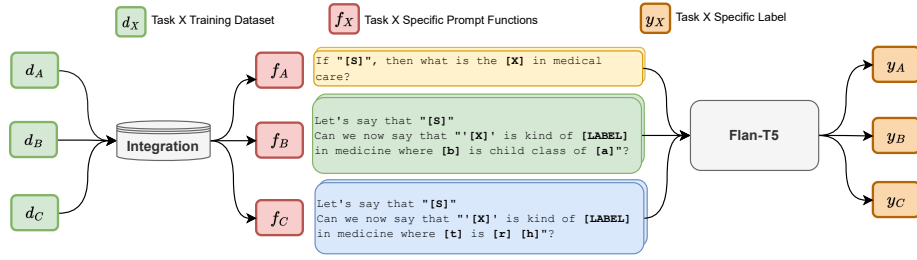 d_X Task X Training Dataset
f_X Task X Specific Prompt Functions
y_X Task X Specific Label
d_A
d_B
d_C
Integration
f_A
f_B
f_C
If "[S]", then what is the [X] in medical
care?
Let's say that "[S]"
Can we now say that "'[X]' is kind of [LABEL]
in medicine where [b] is child class of [a]"?
Let's say that "[S]"
Can we now say that "'[X]' is kind of [LABEL]
in medicine where [t] is [r] [h]"?
Flan-T5
y_A
y_B
y_C